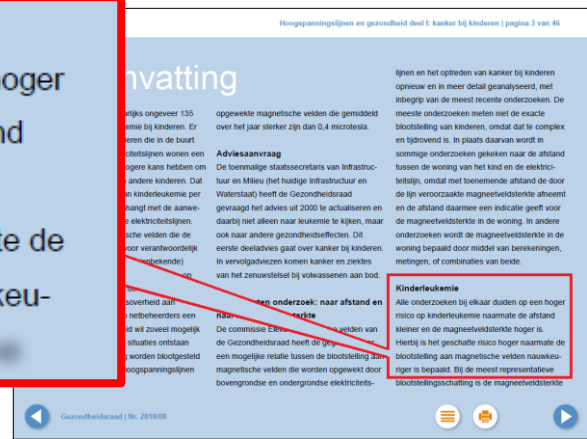 Hoogspanningslijnen en gezondheid deel I: kanker bij kinderen | pagina 3 van 46
nvatting
hoger
nd
te de
keu-
arlijks ongeveer 135
emie bij kinderen. Er
eren die in de buurt
citeitslijnen wonen een
ogere kans hebben om
andere kinderen. Dat
n kinderleukemie per
hangt met de aanwe-
e elektriciteitslijnen.
sche velden die de
voor verantwoordelijk
nbekende)
op
soverheid aan
netbeheerders een
id wil zoveel mogelijk
situaties ontstaan
worden blootgesteld
oogspanningslijnen
opgewekte magnetische velden die gemiddeld
over het jaar sterker zijn dan 0,4 microtesla.
Adviesaanvraag
De toenmalige staatssecretaris van Infrastruc-
tuur en Milieu (het huidige Infrastructuur en
Waterstaat) heeft de Gezondheidsraad
gevraagd het advies uit 2000 te actualiseren en
daarbij niet alleen naar leukemie te kijken, maar
ook naar andere gezondheidseffecten. Dit
eerste deeladvies gaat over kanker bij kinderen.
In vervolgadviezen komen kanker en ziektes
van het zenuwstelsel bij volwassenen aan bod.
ten onderzoek: naar afstand en
sterkte
De commissie velden van
de Gezondheidsraad heeft de
een mogelijke relatie tussen de blootstelling aan
magnetische velden die worden opgewekt door
bovengrondse en ondergrondse elektriciteits-
lijnen en het optreden van kanker bij kinderen
opnieuw en in meer detail geanalyseerd, met
inbegrip van de meest recente onderzoeken. De
meeste onderzoeken meten niet de exacte
blootstelling van kinderen, omdat dat te complex
en tijdrovend is. In plaats daarvan wordt in
sommige onderzoeken gekeken naar de afstand
tussen de woning van het kind en de elektrici-
teitslijn, omdat met toenemende afstand de door
de lijn veroorzaakte magneetveldsterkte afneemt
en de afstand daarmee een indicatie geeft voor
de magneetveldsterkte in de woning. In andere
onderzoeken wordt de magneetveldsterkte in de
woning bepaald door middel van berekeningen,
metingen, of combinaties van beide.
Kinderleukemie
Alle onderzoeken bij elkaar duiden op een hoger
risico op kinderleukemie naarmate de afstand
kleiner en de magneetveldsterkte hoger is.
Hierbij is het geschatte risico hoger naarmate de
blootstelling aan magnetische velden nauwkeu-
riger is bepaald. Bij de meest representatieve
blootstellingsschatting is de magneetveldsterkte
Gezondheidsraad | Nr. 2018/08